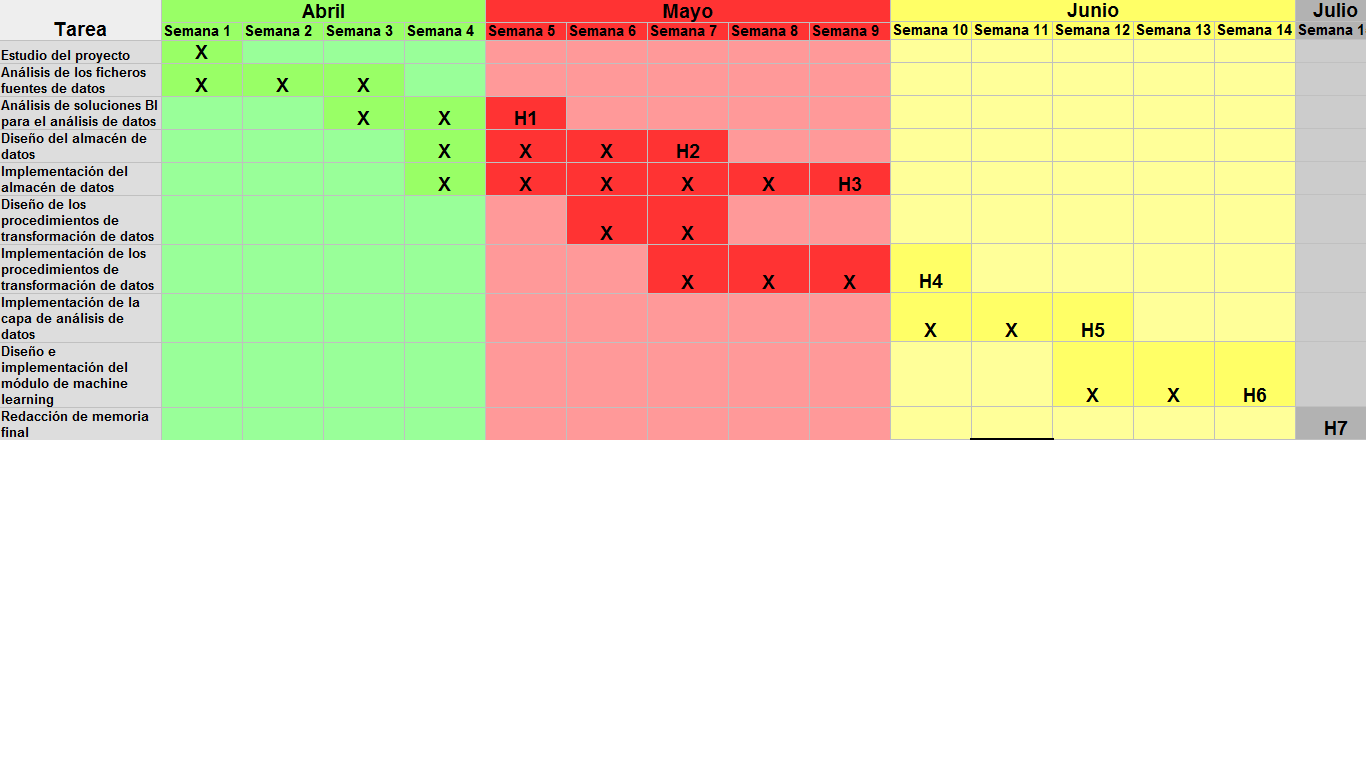 Abril Mayo Junio Julio
Tarea Semana 1 Semana 2 Semana 3 Semana 4 Semana 5 Semana 6 Semana 7 Semana 8 Semana 9 Semana 10 Semana 11 Semana 12 Semana 13 Semana 14 Semana
Estudio del proyecto X
Análisis de los ficheros
fuentes de datos X X X
Análisis de soluciones BI
para el análisis de datos X X H1
Diseño del almacén de
datos X X X H2
Implementación del
almacén de datos X X X X X H3
Diseño de los
procedimientos de
transformación de datos X X
Implementación de los
procedimientos de
transformación de datos X X X H4
Implementación de la
capa de análisis de
datos X X H5
Diseño e
implementación del
módulo de machine
learning X X H6
Redacción de memoria
final H7